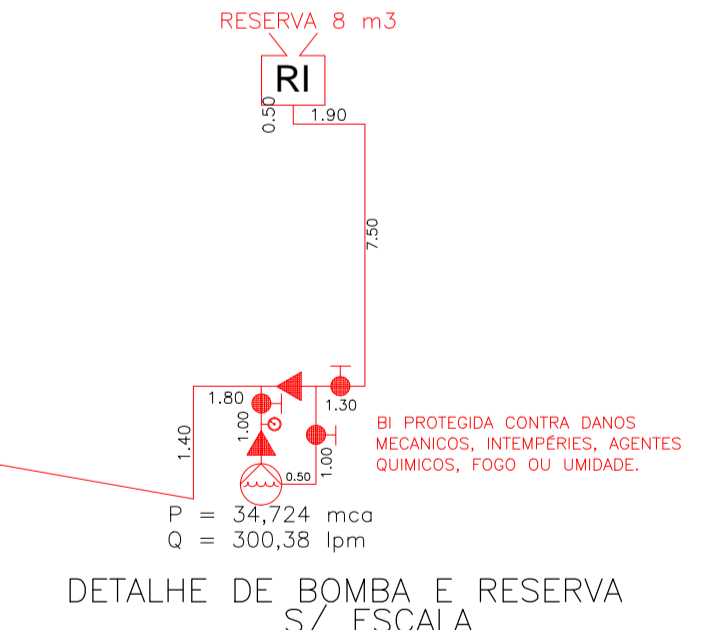 RESERVA 8 m3
RI
0.50
1.90
7.50
1.80
1.30
1.00
1.40
1.00
0.50
BI PROTEGIDA CONTRA DANOS
MECANICOS, INTEMPÉRIES, AGENTES
QUIMICOS, FOGO OU UMIDADE.
P = 34,724 mca
Q = 300,38 lpm
DETALHE DE BOMBA E RESERVA
S/ ESCALA